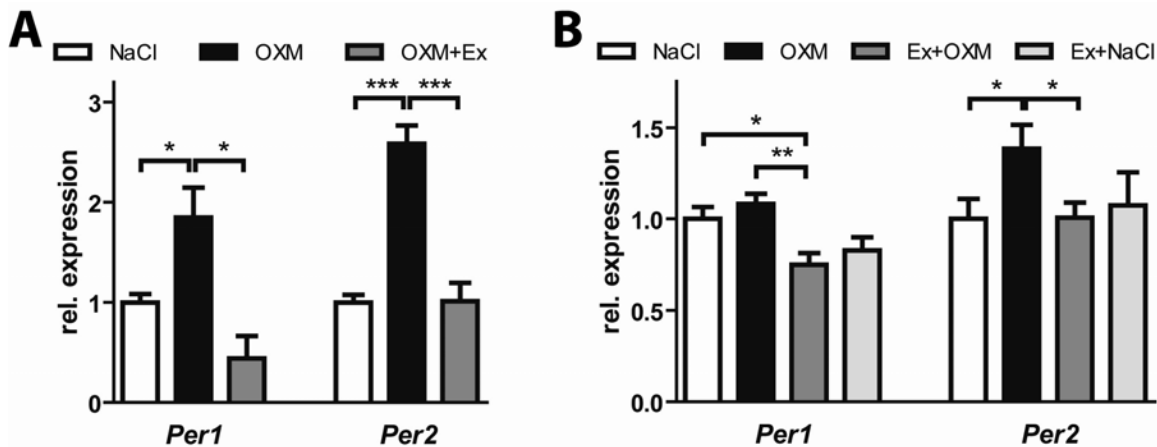 A
NaCl OXM OXM+Ex
rel. expression
3
2
1
0
* * *** ***
Per1 Per2
B
NaCl OXM Ex+OXM Ex+NaCl
rel. expression
1.5
1.0
0.5
0.0
* ** * *
Per1 Per2